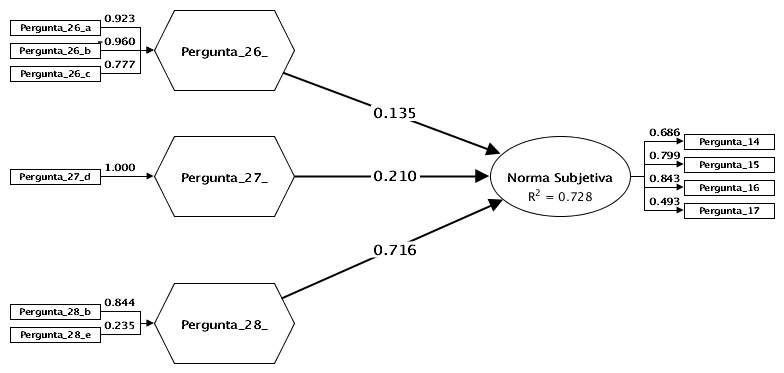 Pergunta_26_a
0.923
Pergunta_26_b
0.960
Pergunta_26_c
0.777
Pergunta_26_
0.135
Pergunta_27_d
1.000
Pergunta_27_
0.210
Pergunta_28_b
0.844
Pergunta_28_e
0.235
Pergunta_28_
0.716
Norma Subjetiva
R² = 0.728
0.686
Pergunta_14
0.799
Pergunta_15
0.843
Pergunta_16
0.493
Pergunta_17